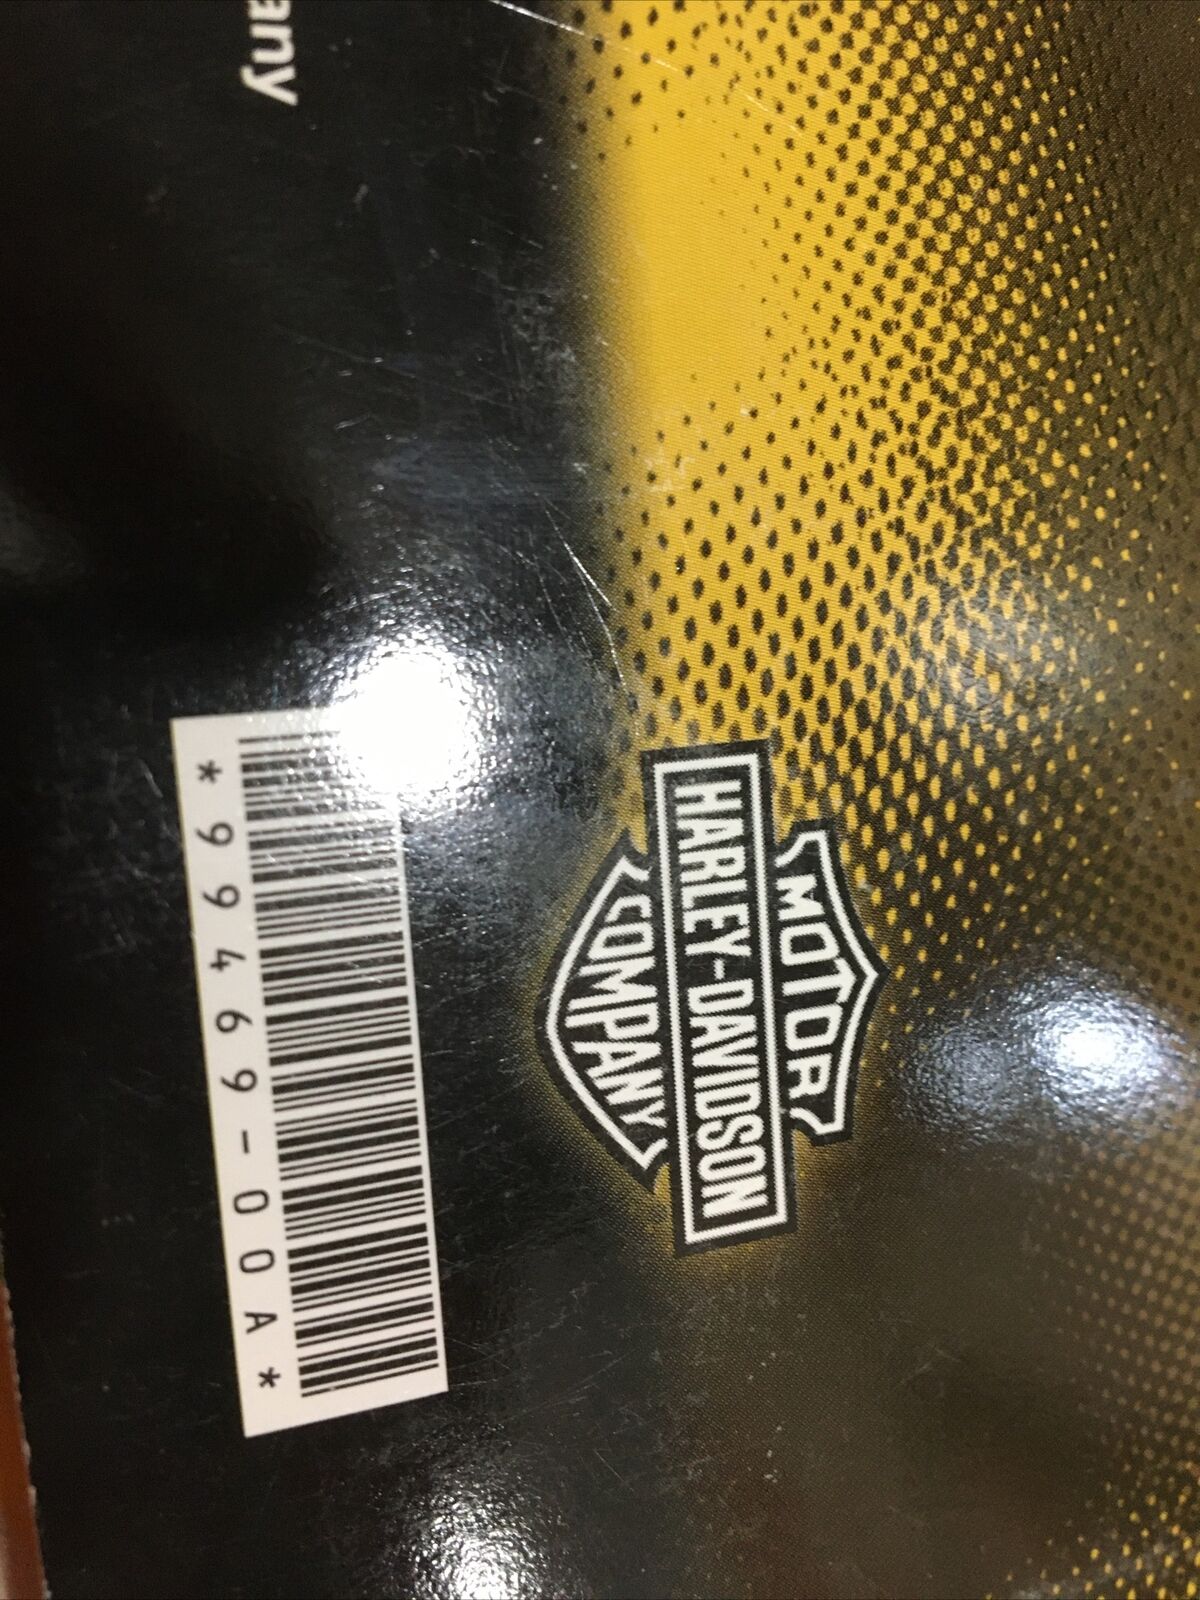 any
MOTOR
HARLEY-DAVIDSON
COMPANY
*99469-00A*